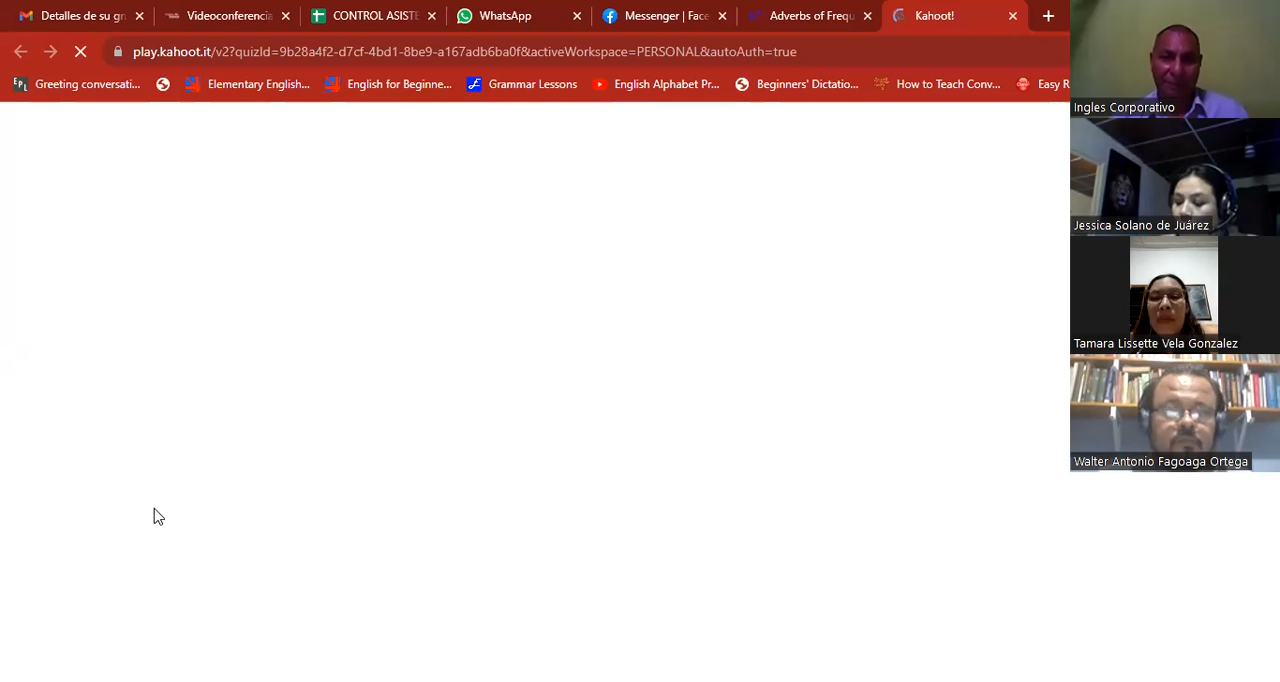 Detalles de su gr
Videoconferencia
CONTROL ASISTE
WhatsApp
Messenger | Face
Adverbs of Frequ
Kahoot!
play.kahoot.it/v2?quizId=9b28a4f2-d7cf-4bd1-8be9-a167adb6ba0f&activeWorkspace=PERSONAL&autoAuth=true
EPL
Greeting conversati...
Elementary English...
English for Beginne...
Grammar Lessons
English Alphabet Pr...
Beginners' Dictatio...
How to Teach Conv...
Easy R
Ingles Corporativo
Jessica Solano de Juárez
Tamara Lissette Vela Gonzalez
Walter Antonio Fagoaga Ortega